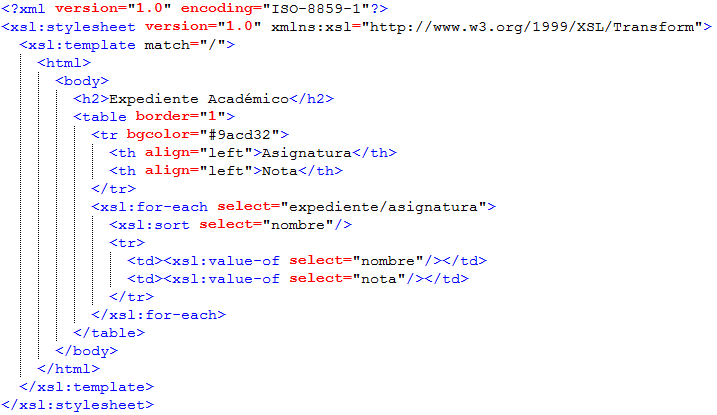 <?xml version="1.0" encoding="ISO-8859-1"?>
<xsl:stylesheet version="1.0" xmlns:xsl="http://www.w3.org/1999/XSL/Transform">
<xsl:template match="/">
<html>
<body>
<h2>Expediente Académico</h2>
<table border="1">
<tr bgcolor="#9acd32">
<th align="left">Asignatura</th>
<th align="left">Nota</th>
</tr>
<xsl:for-each select="expediente/asignatura">
<xsl:sort select="nombre"/>
<tr>
<td><xsl:value-of select="nombre"/></td>
<td><xsl:value-of select="nota"/></td>
</tr>
</xsl:for-each>
</table>
</body>
</html>
</xsl:template>
</xsl:stylesheet>